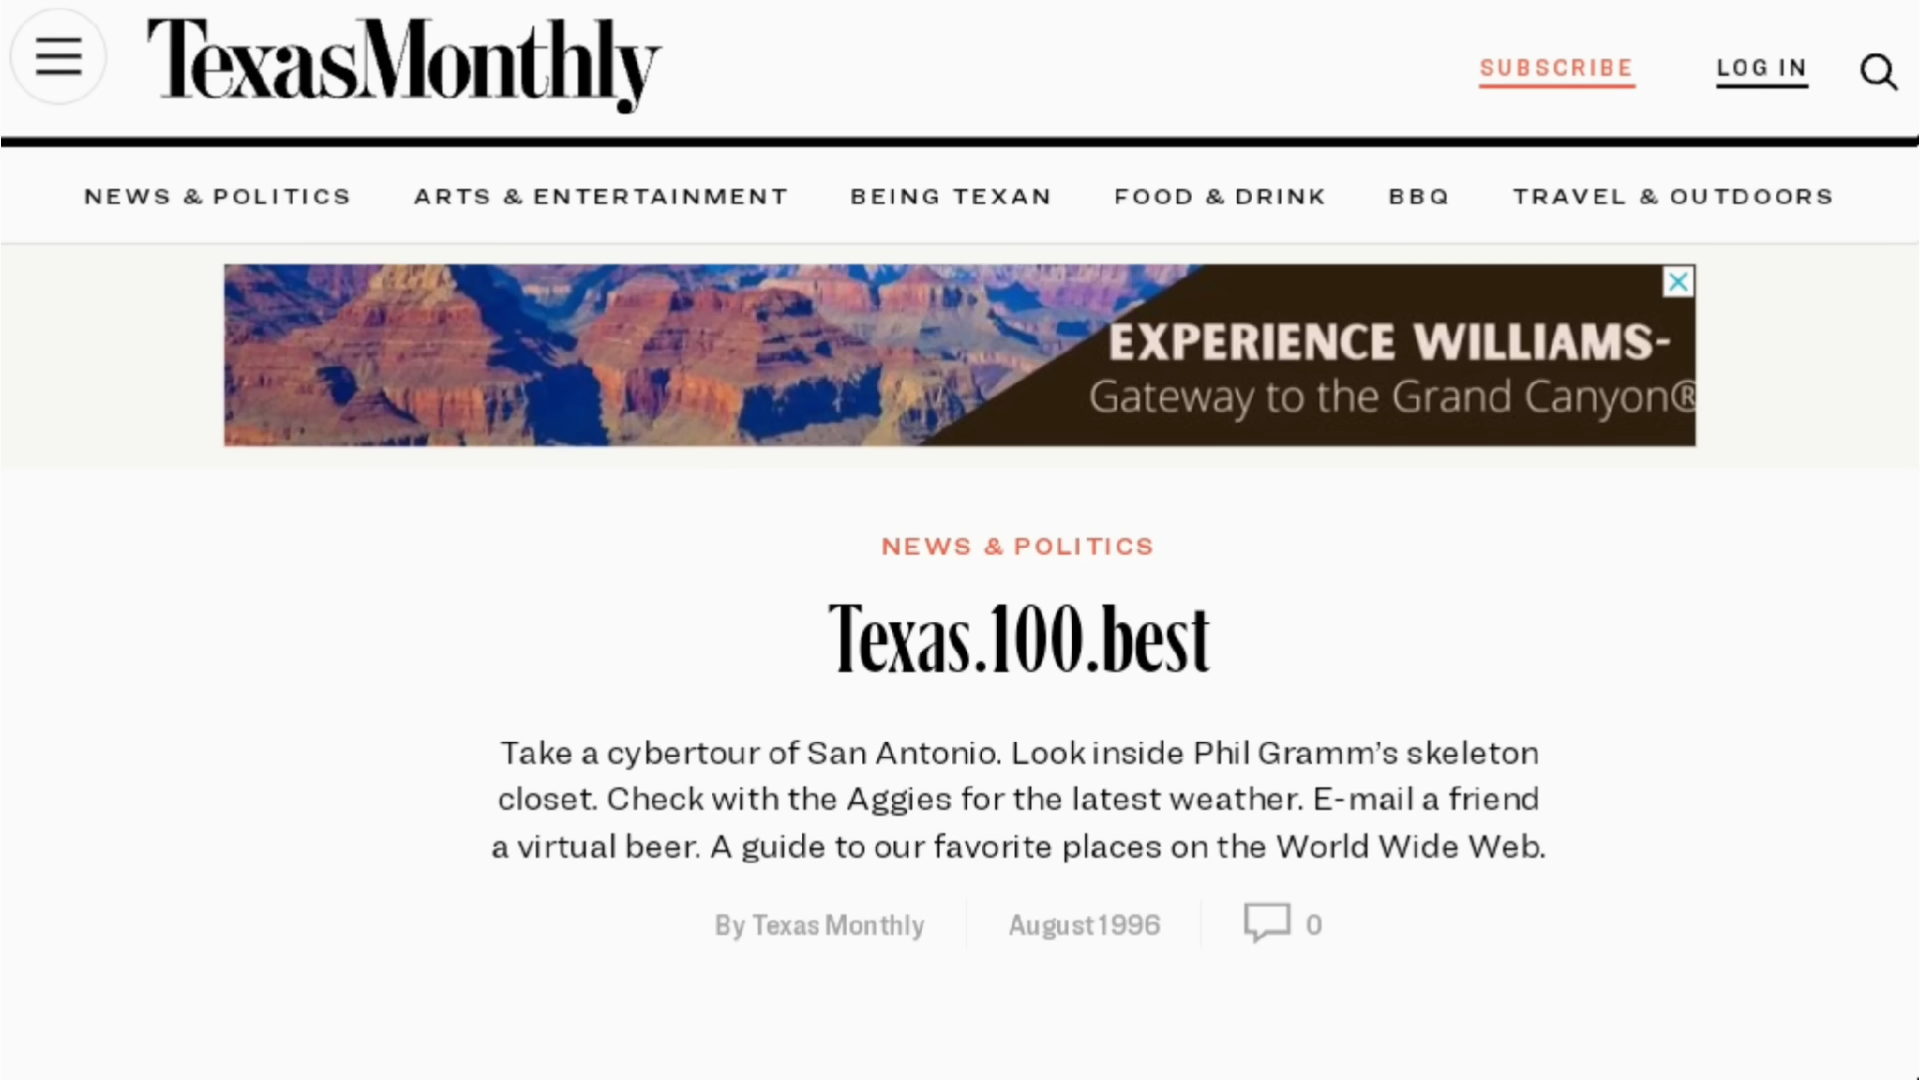 TexasMonthly
SUBSCRIBE
LOG IN
NEWS & POLITICS
ARTS & ENTERTAINMENT
BEING TEXAN
FOOD & DRINK
BBQ
TRAVEL & OUTDOORS
EXPERIENCE WILLIAMS-
Gateway to the Grand Canyon®
NEWS & POLITICS
Texas.100.best
Take a cybertour of San Antonio. Look inside Phil Gramm’s skeleton
closet. Check with the Aggies for the latest weather. E-mail a friend
a virtual beer. A guide to our favorite places on the World Wide Web.
By Texas Monthly
August 1996
0